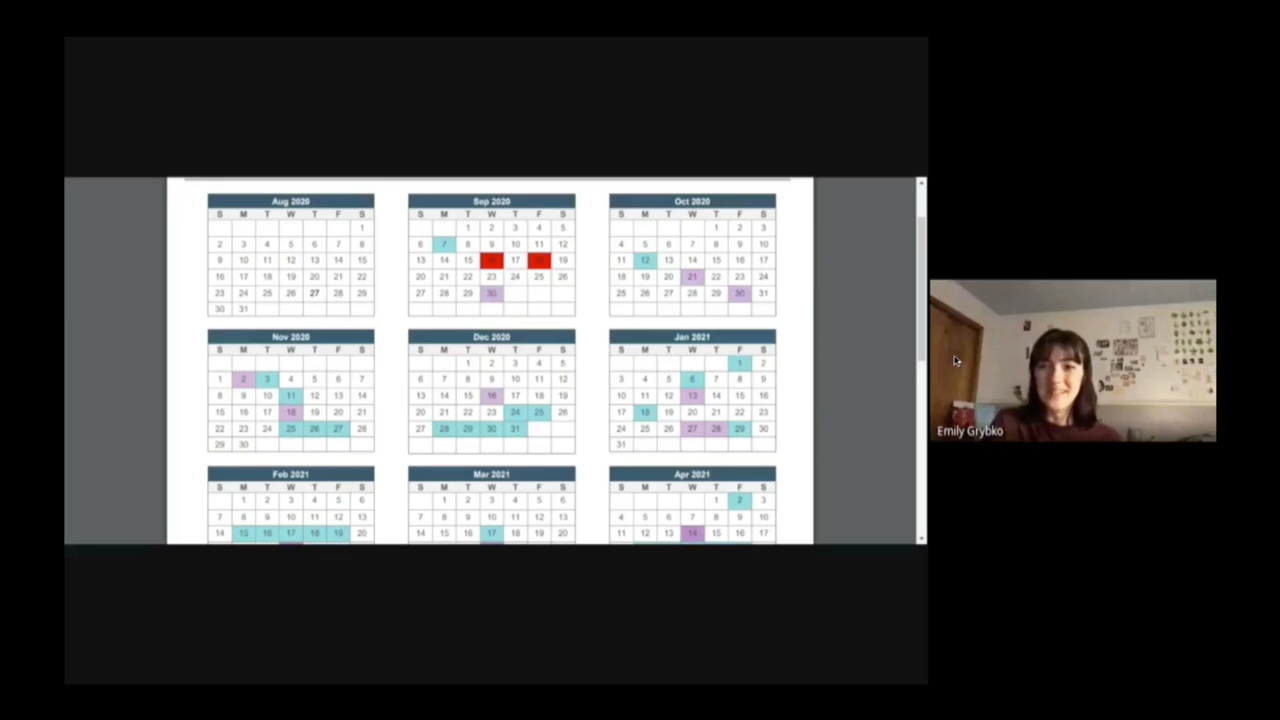 Aug 2020 Sep 2020 Oct 2020
S M T W T F S S M T W T F S S M T W T F S
1 1 2 3 4 5 1 2 3
2 3 4 5 6 7 8 6 7 8 9 10 11 12 4 5 6 7 8 9 10
9 10 11 12 13 14 15 13 14 15 17 19 11 12 13 14 15 16 17
16 17 18 19 20 21 22 20 21 22 23 24 25 26 18 19 20 21 22 23 24
23 24 25 26 27 28 29 27 28 29 30 25 26 27 28 29 30 31
30 31
Nov 2020 Dec 2020 Jan 2021
S M T W T F S S M T W T F S S M T W T F S
1 2 3 4 5 1 2
1 2 3 4 5 6 7 6 7 8 9 10 11 12 3 4 5 6 7 8 9
8 9 10 11 12 13 14 13 14 15 16 17 18 19 10 11 12 13 14 15 16
15 16 17 18 19 20 21 20 21 22 23 24 25 26 17 18 19 20 21 22 23
22 23 24 25 26 27 28 27 28 29 30 31 24 25 26 27 28 29 30
29 30 31
Feb 2021 Mar 2021 Apr 2021
S M T W T F S S M T W T F S S M T W T F S
1 2 3 4 5 6 1 2 3 4 5 6 1 2 3
7 8 9 10 11 12 13 7 8 9 10 11 12 13 4 5 6 7 8 9 10
14 15 16 17 18 19 20 14 15 16 17 18 19 20 11 12 13 14 15 16 17
Emily Grybko